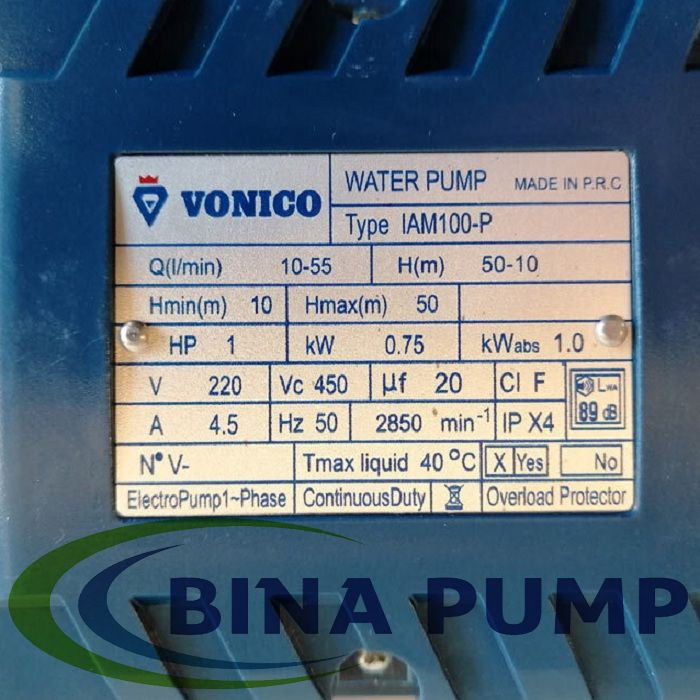 VONICO
WATER PUMP MADE IN P.R.C
Type IAM100-P
Q(l/min) 10-55 H(m) 50-10
Hmin(m) 10 Hmax(m) 50
HP 1 kW 0.75 kWabs 1.0
V 220 Vc 450 µf 20 Cl F LWA
89 dB
A 4.5 Hz 50 2850 min-1 IP X4
N° V- Tmax liquid 40 °C X Yes No
ElectroPump1~Phase ContinuousDuty Overload Protector
BINA PUMP